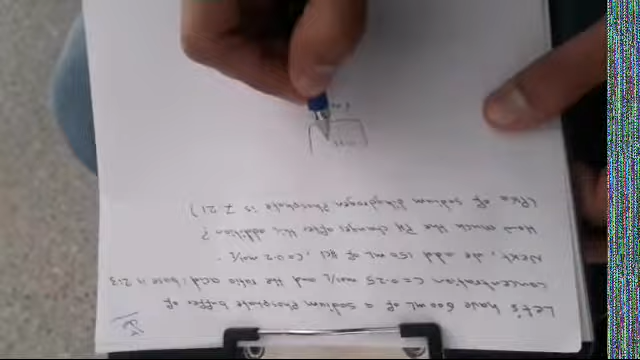 Let's have 600 mL of a sodium phosphate buffer of
concentration C=0.25 mol/L and the ratio acid/base is 2:3
Next, we add 150 mL of HCl, C=0.2 mol/L.
How much the PH changes after this addition?
(Pka of sodium dihydrogen phosphate is 7.21)